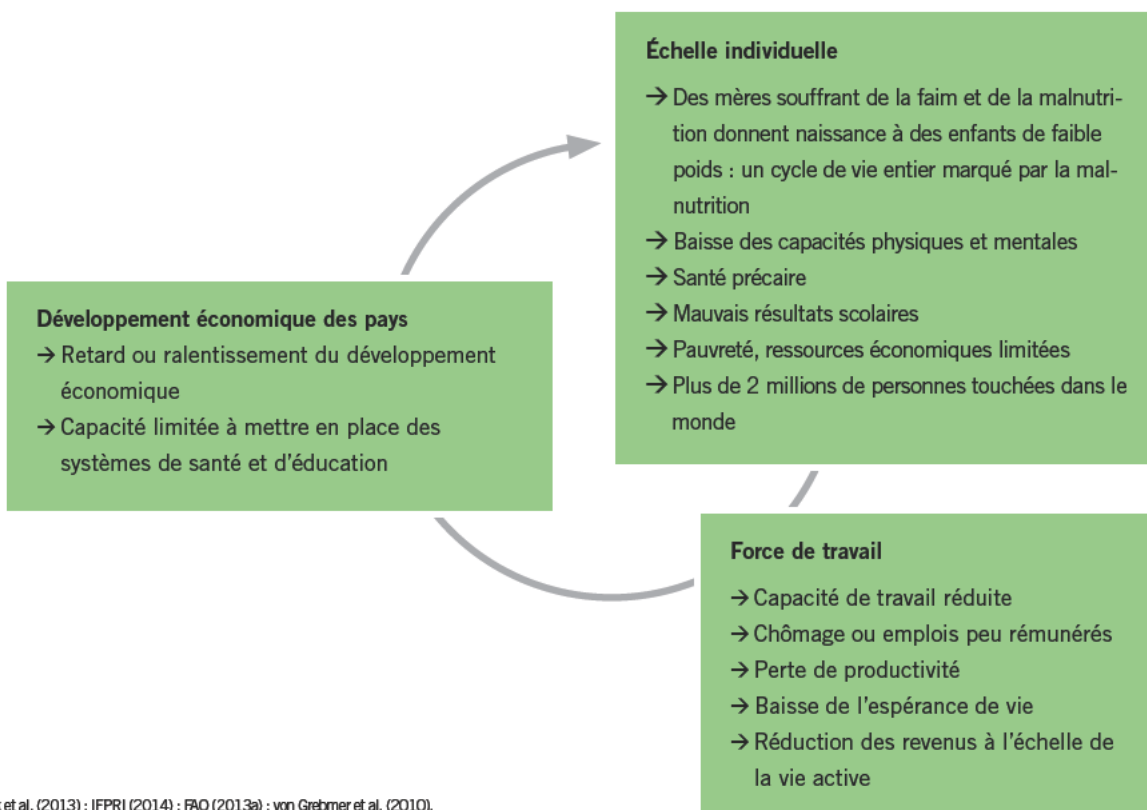 Échelle individuelle
→ Des mères souffrant de la faim et de la malnutri-
tion donnent naissance à des enfants de faible
poids : un cycle de vie entier marqué par la mal-
nutrition
→ Baisse des capacités physiques et mentales
→ Santé précaire
→ Mauvais résultats scolaires
→ Pauvreté, ressources économiques limitées
→ Plus de 2 millions de personnes touchées dans le
monde
Développement économique des pays
→ Retard ou ralentissement du développement
économique
→ Capacité limitée à mettre en place des
systèmes de santé et d'éducation
Force de travail
→ Capacité de travail réduite
→ Chômage ou emplois peu rémunérés
→ Perte de productivité
→ Baisse de l'espérance de vie
→ Réduction des revenus à l'échelle de
la vie active
et al. (2013) ; IFPRI (2014) ; FAO (2013a) ; von Grebmer et al. (2010).